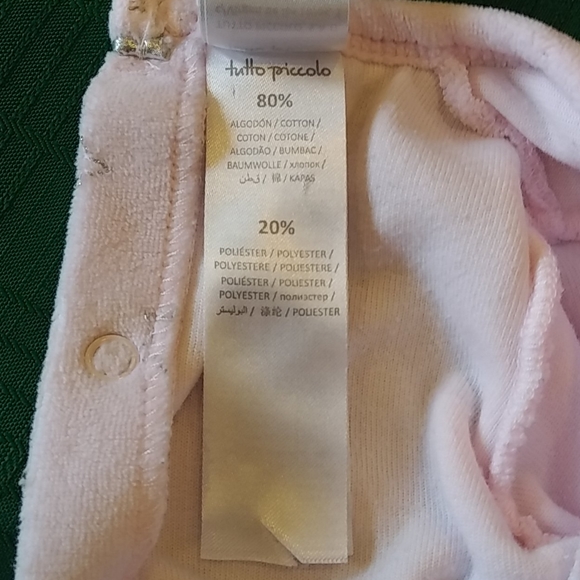 tutto piccolo
80%
ALGODÓN / COTTON /
COTON / COTONE /
ALGODÃO / BUMBAC /
BAUMWOLLE / хлопок /
قطن / 棉 / KAPAS
20%
POLIÉSTER / POLYESTER /
POLYESTERE / POLIESTERE /
POLIÉSTER / POLIESTER /
POLYESTER / полиэстер /
البوليستر / 涤纶 / POLIESTER